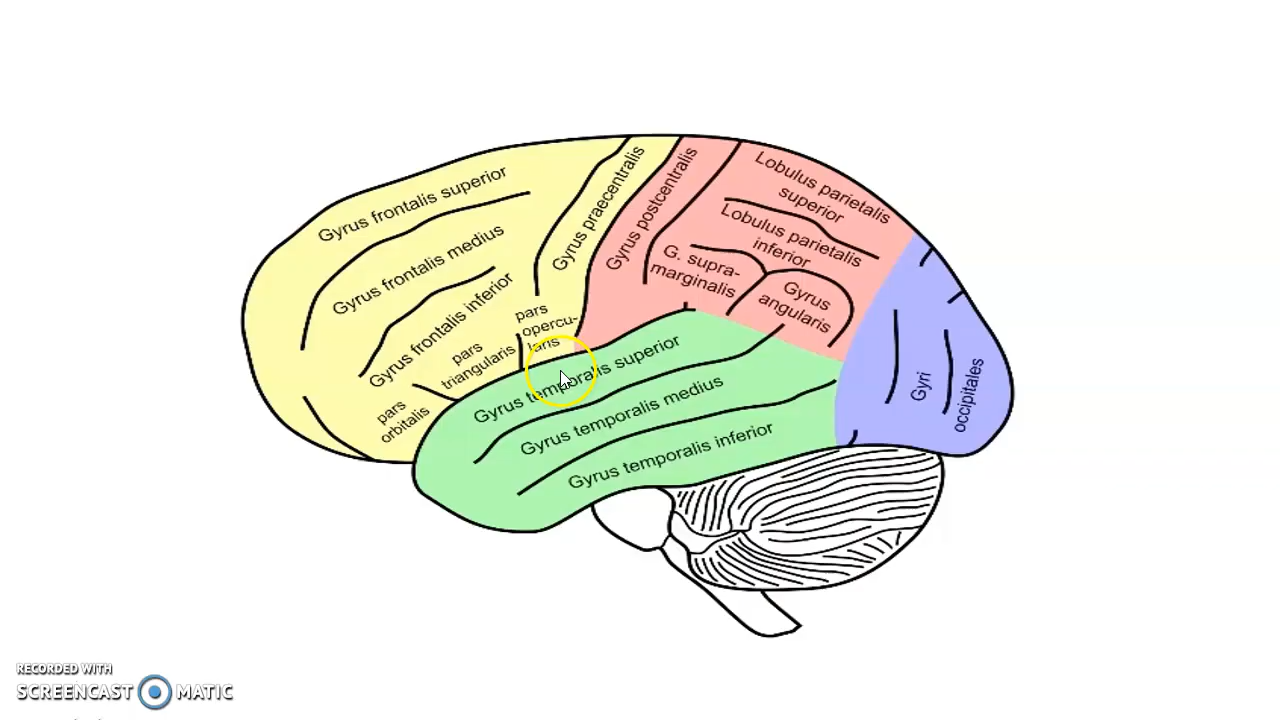 Gyrus frontalis superior
Gyrus frontalis medius
Gyrus frontalis inferior
pars
orbitalis
pars
triangularis
pars
opercu-
laris
Gyrus praecentralis
Gyrus postcentralis
Lobulus parietalis
superior
Lobulus parietalis
inferior
G. supra-
marginalis
Gyrus
angularis
Gyrus temporalis superior
Gyrus temporalis medius
Gyrus temporalis inferior
Gyri
occipitales
RECORDED WITH
SCREENCAST MATIC